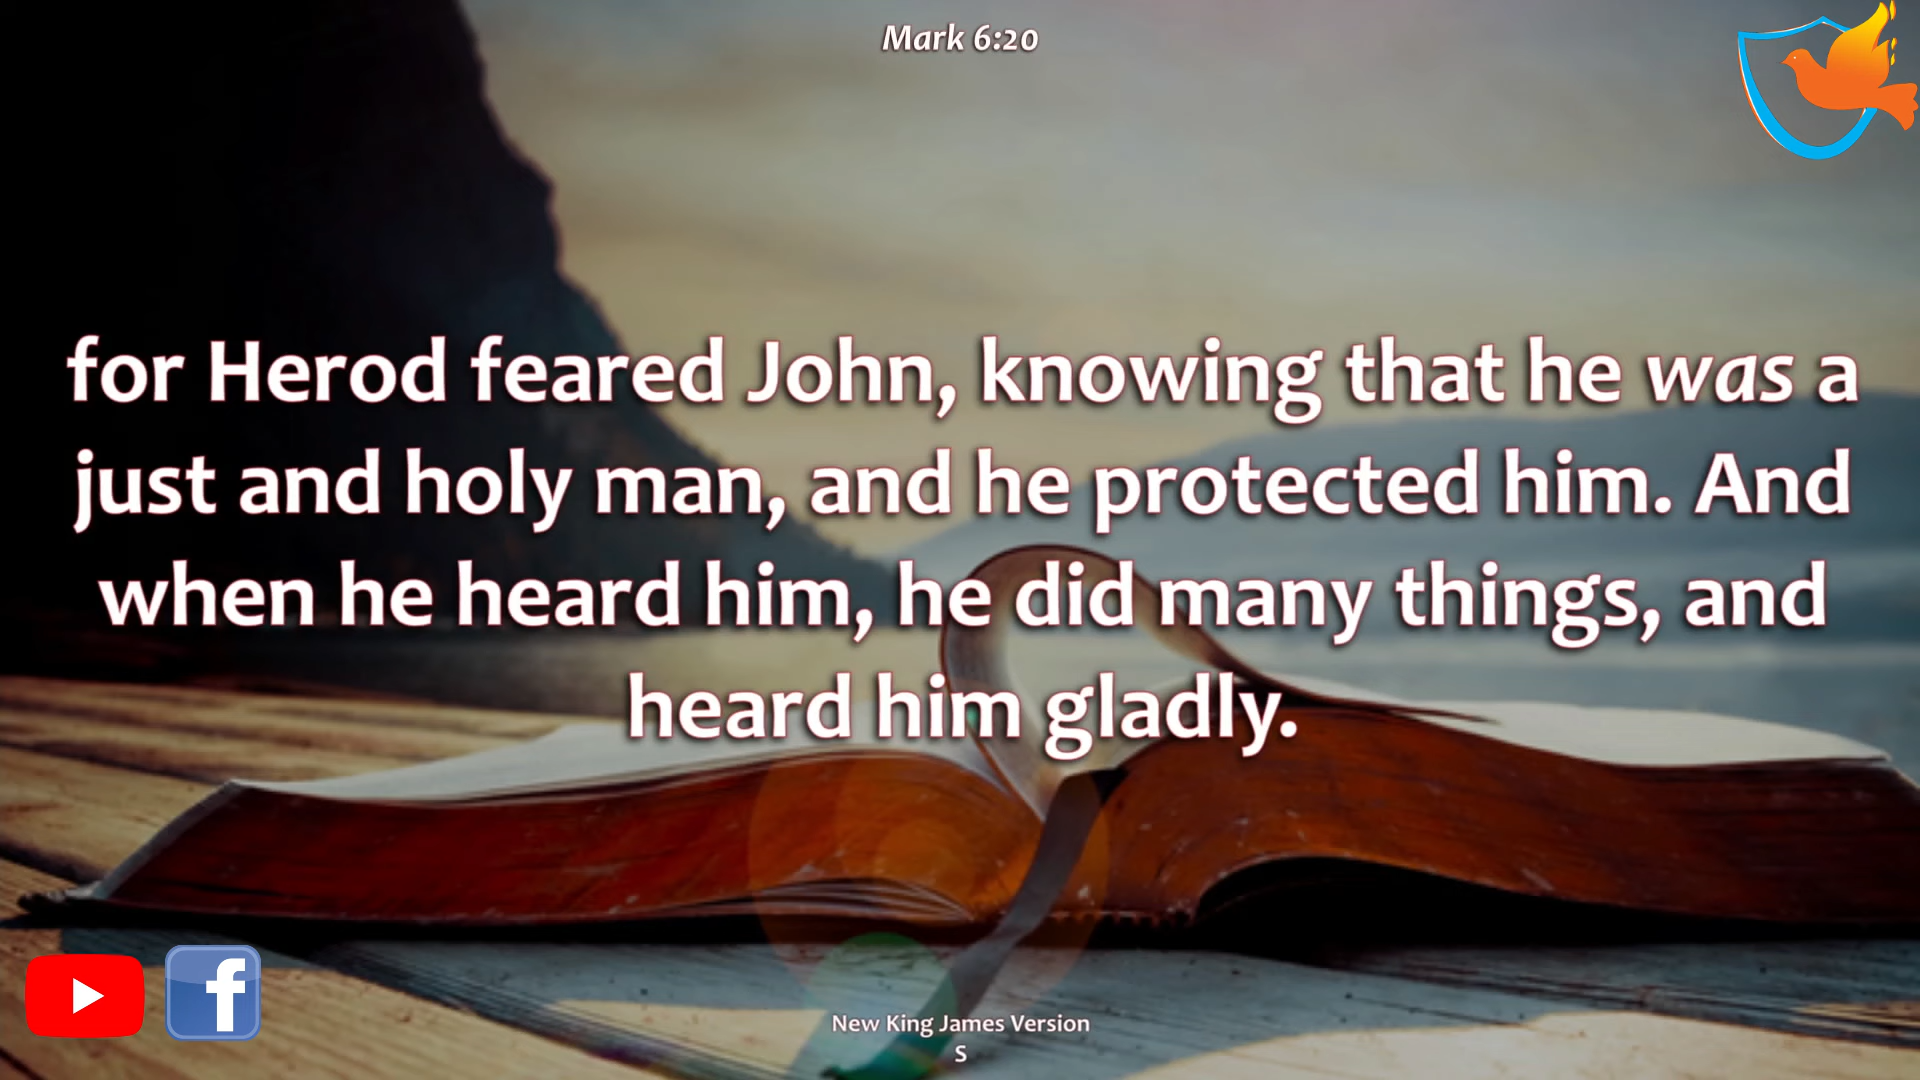 Mark 6:20
for Herod feared John, knowing that he was a
just and holy man, and he protected him. And
when he heard him, he did many things, and
heard him gladly.
f
New King James Version
S